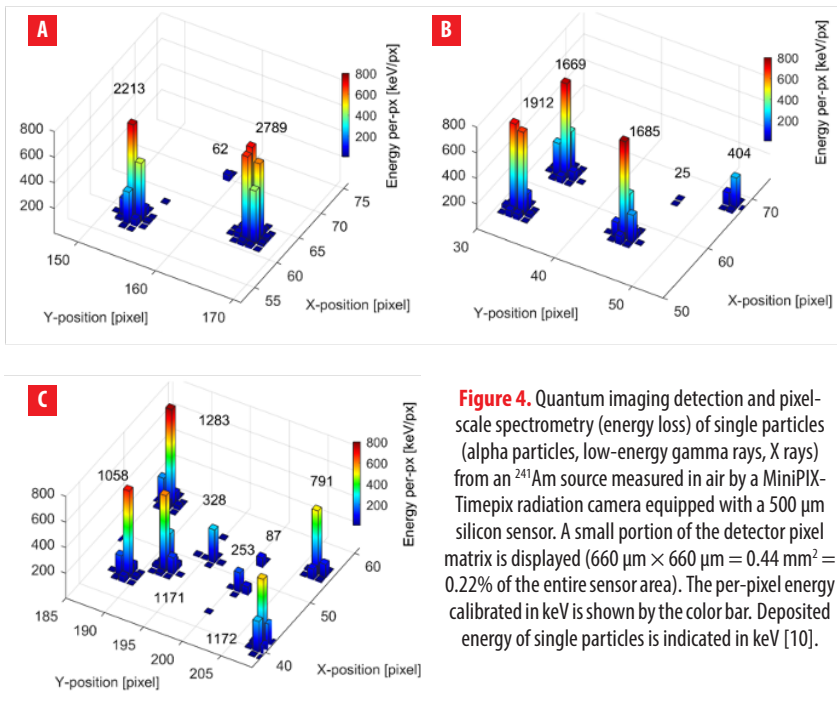 A
2213
62
2789
800
600
400
200
800
600
400
200
Energy per-px [keV/px]
150
160
170
55
60
65
70
75
Y-position [pixel]
X-position [pixel]
B
1669
1912
1685
25
404
800
600
400
200
800
600
400
200
Energy per-px [keV/px]
30
40
50
50
60
70
Y-position [pixel]
X-position [pixel]
C
1283
1058
328
87
791
253
1171
1172
800
600
400
200
800
600
400
200
Energy per-px [keV/px]
185
190
195
200
205
40
50
60
Y-position [pixel]
X-position [pixel]
Figure 4. Quantum imaging detection and pixel-
scale spectrometry (energy loss) of single particles
(alpha particles, low-energy gamma rays, X rays)
from an ²⁴¹Am source measured in air by a MiniPIX-
Timepix radiation camera equipped with a 500 μm
silicon sensor. A small portion of the detector pixel
matrix is displayed (660 μm × 660 μm = 0.44 mm² =
0.22% of the entire sensor area). The per-pixel energy
calibrated in keV is shown by the color bar. Deposited
energy of single particles is indicated in keV [10].